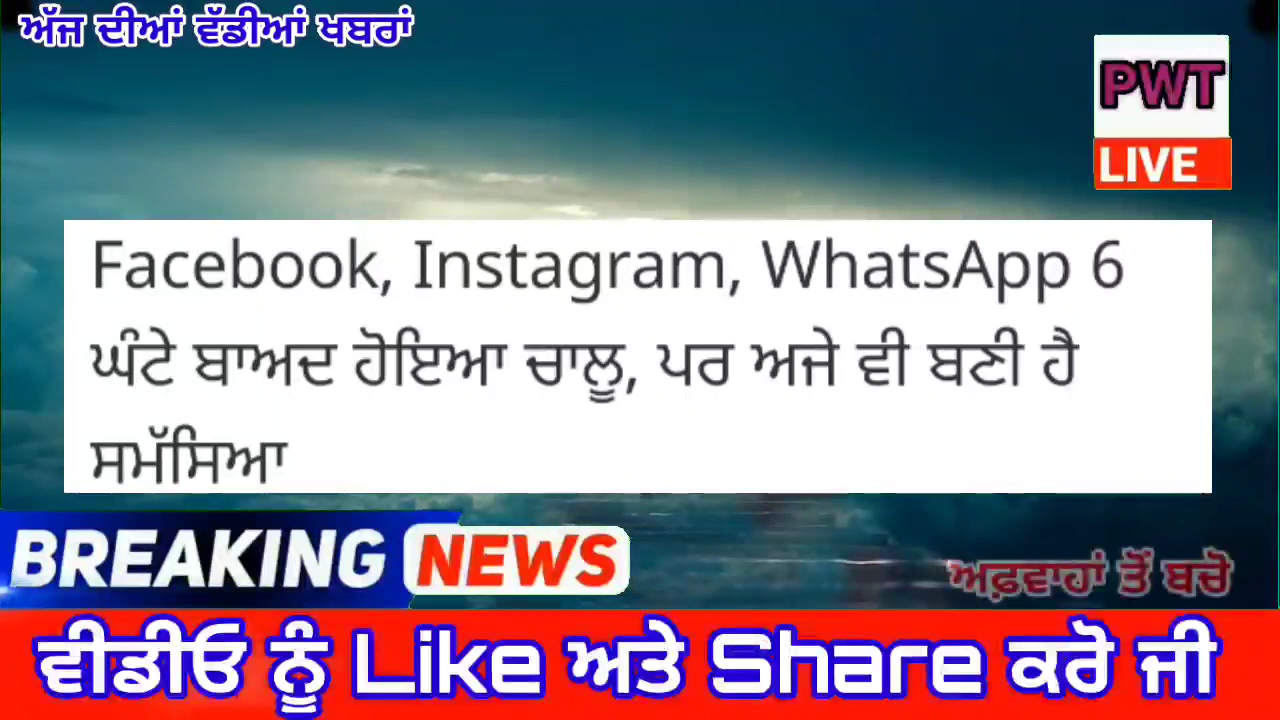 ਅੱਜ ਦੀਆਂ ਵੱਡੀਆਂ ਖਬਰਾਂ
PWT
LIVE
Facebook, Instagram, WhatsApp 6
ਘੰਟੇ ਬਾਅਦ ਹੋਇਆ ਚਾਲੂ, ਪਰ ਅਜੇ ਵੀ ਬਣੀ ਹੈ
ਸਮੱਸਿਆ
BREAKING NEWS
ਅਫ਼ਵਾਹਾਂ ਤੋਂ ਬਚੋ
ਵੀਡੀਓ ਨੂੰ Like ਅਤੇ Share ਕਰੋ ਜੀ